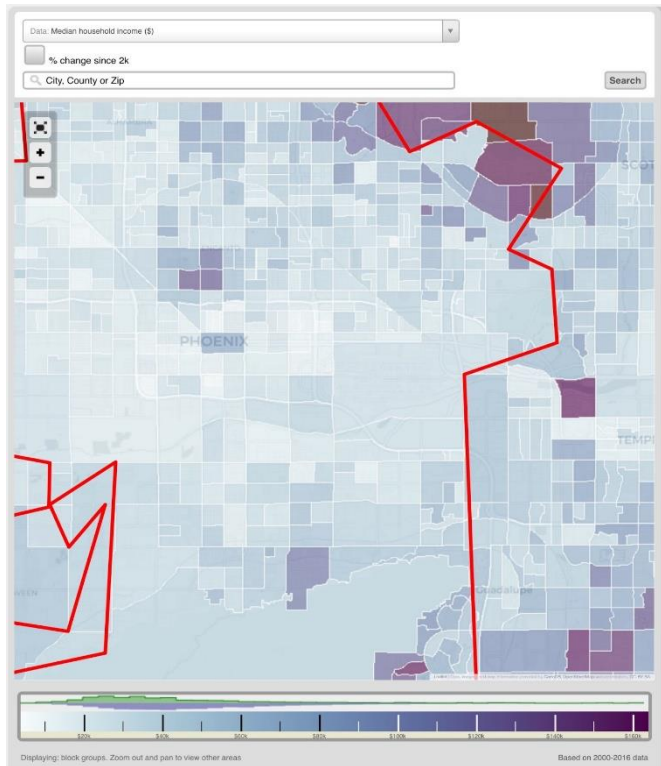 Data: Median household income ($)
% change since 2k
City, County or Zip
Search
SCOT
PHOENIX
TEMPE
Guadalupe
$20k $40k $60k $80k $100k $120k $140k $160k
Displaying: block groups. Zoom out and pan to view other areas
Based on 2000-2016 data